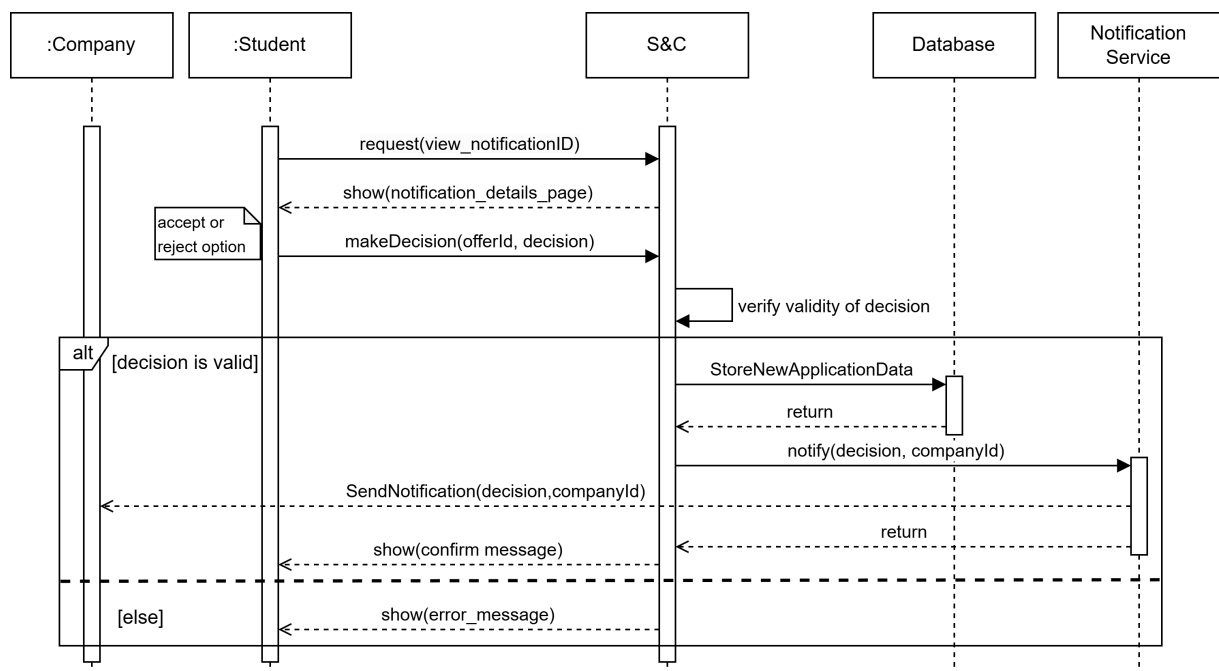 :Company
:Student
S&C
Database
Notification
Service
request(view_notificationID)
show(notification_details_page)
accept or
reject option
makeDecision(offerId, decision)
verify validity of decision
alt
[decision is valid]
StoreNewApplicationData
return
notify(decision, companyId)
SendNotification(decision,companyId)
return
show(confirm message)
[else]
show(error_message)